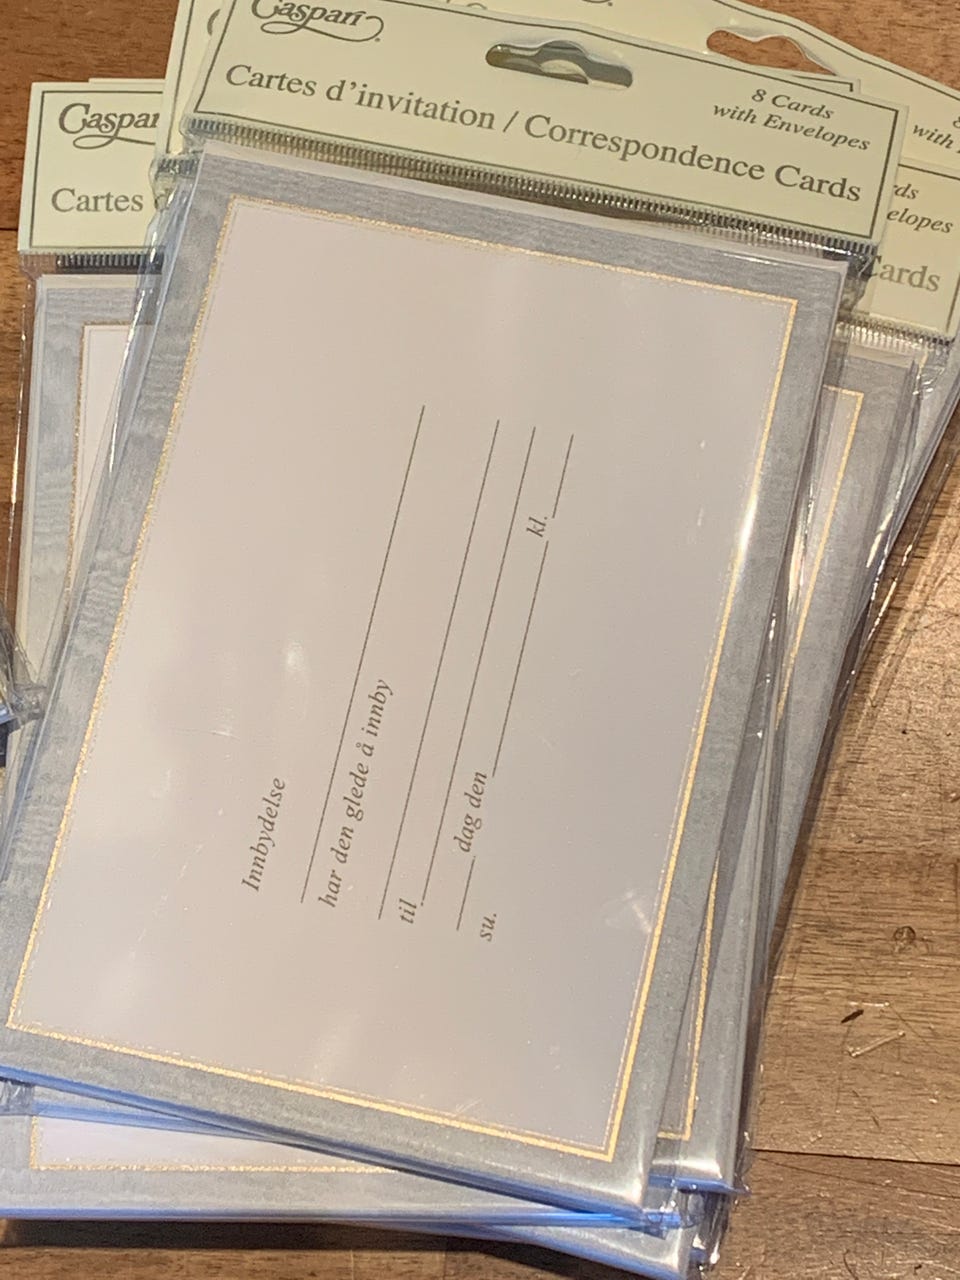 Caspari
Cartes d'invitation / Correspondence Cards
8 Cards
with Envelopes
Innbydelse
har den glede å innby
til
dag den kl.
su.
Caspari
Cartes
with
Cards